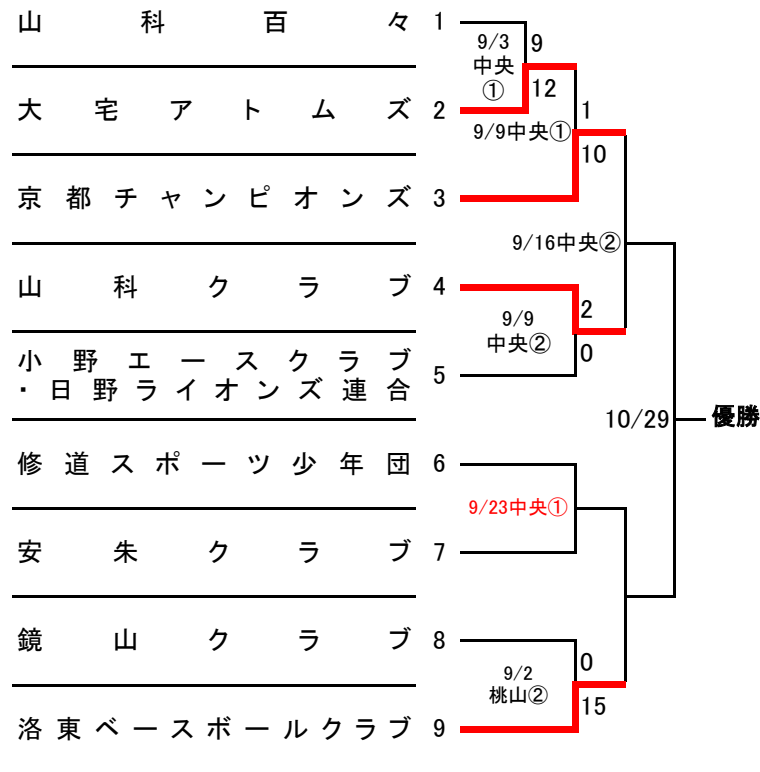 山科百々 1
9/3
中央
①
9
12
大宅アトムズ 2
9/9中央①
1
10
京都チャンピオンズ 3
9/16中央②
山科クラブ 4
9/9
中央②
2
0
小野エースクラブ
・日野ライオンズ連合 5
10/29
優勝
修道スポーツ少年団 6
9/23中央①
安朱クラブ 7
鏡山クラブ 8
9/2
桃山②
0
15
洛東ベースボールクラブ 9